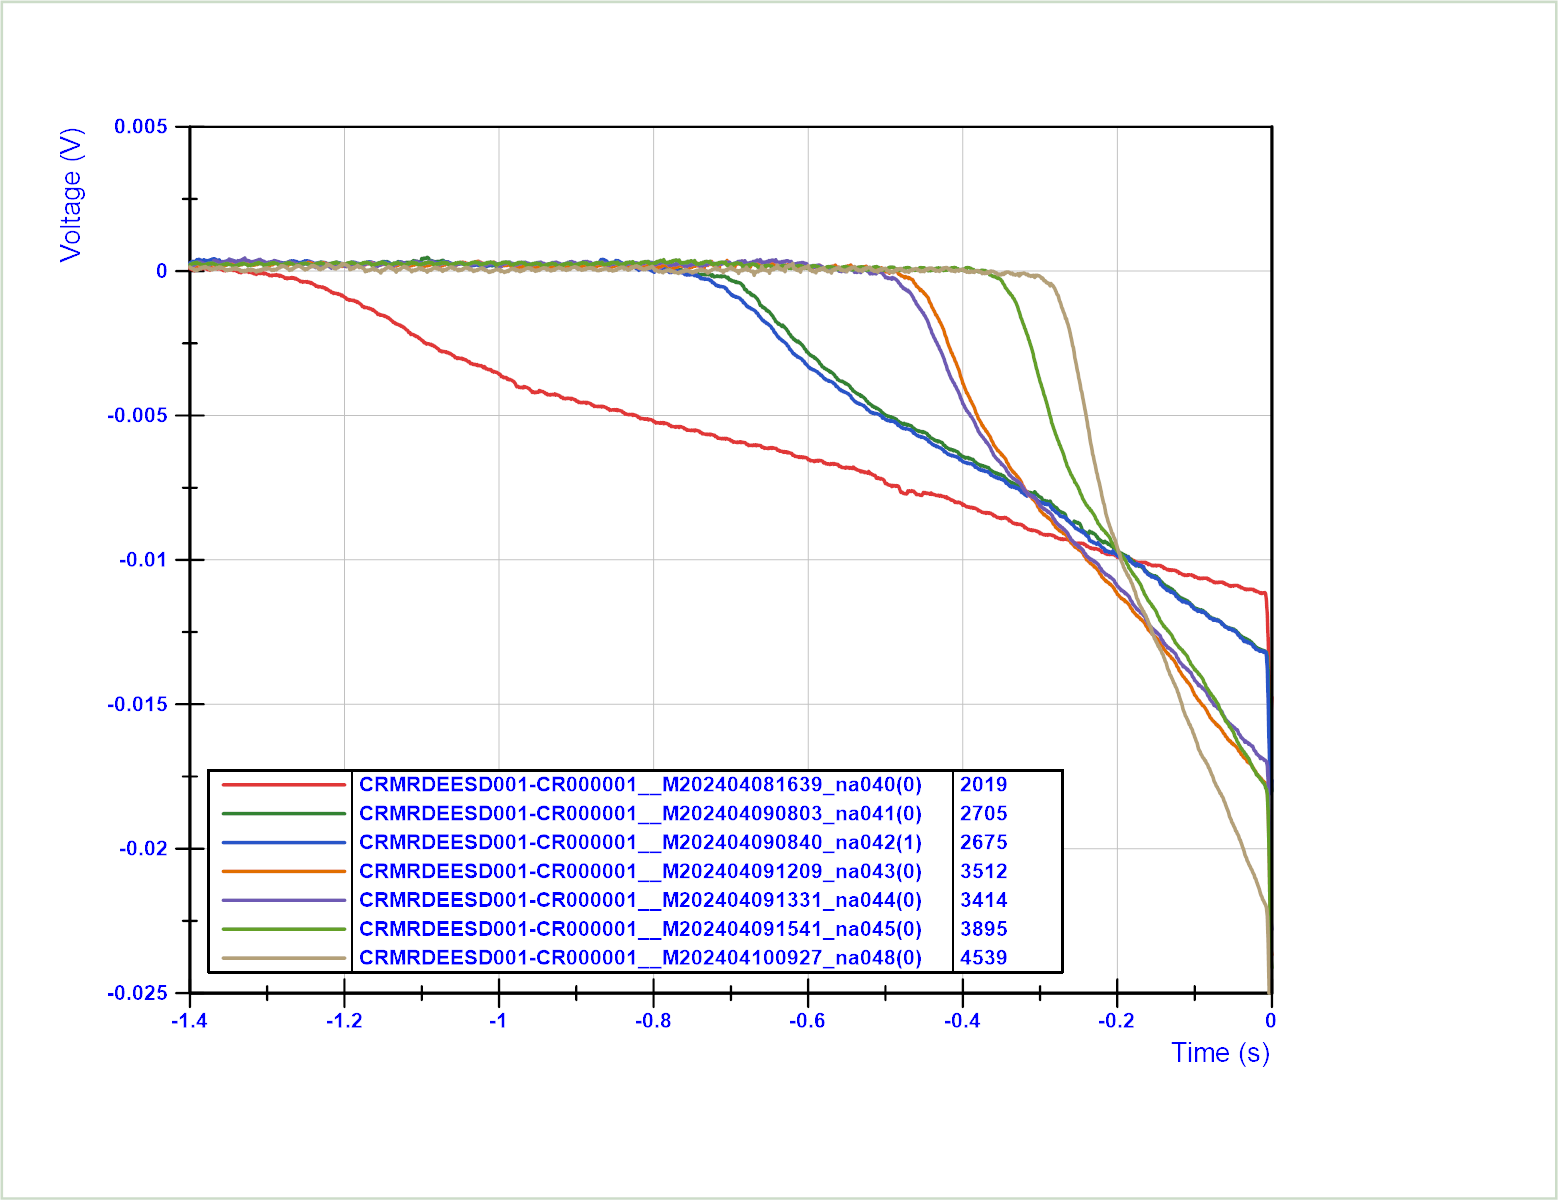 Voltage (V)
0.005
0
-0.005
-0.01
-0.015
-0.02
-0.025
CRMRDEESD001-CR000001__M202404081639_na040(0) 2019
CRMRDEESD001-CR000001__M202404090803_na041(0) 2705
CRMRDEESD001-CR000001__M202404090840_na042(1) 2675
CRMRDEESD001-CR000001__M202404091209_na043(0) 3512
CRMRDEESD001-CR000001__M202404091331_na044(0) 3414
CRMRDEESD001-CR000001__M202404091541_na045(0) 3895
CRMRDEESD001-CR000001__M202404100927_na048(0) 4539
-1.4 -1.2 -1 -0.8 -0.6 -0.4 -0.2 0
Time (s)